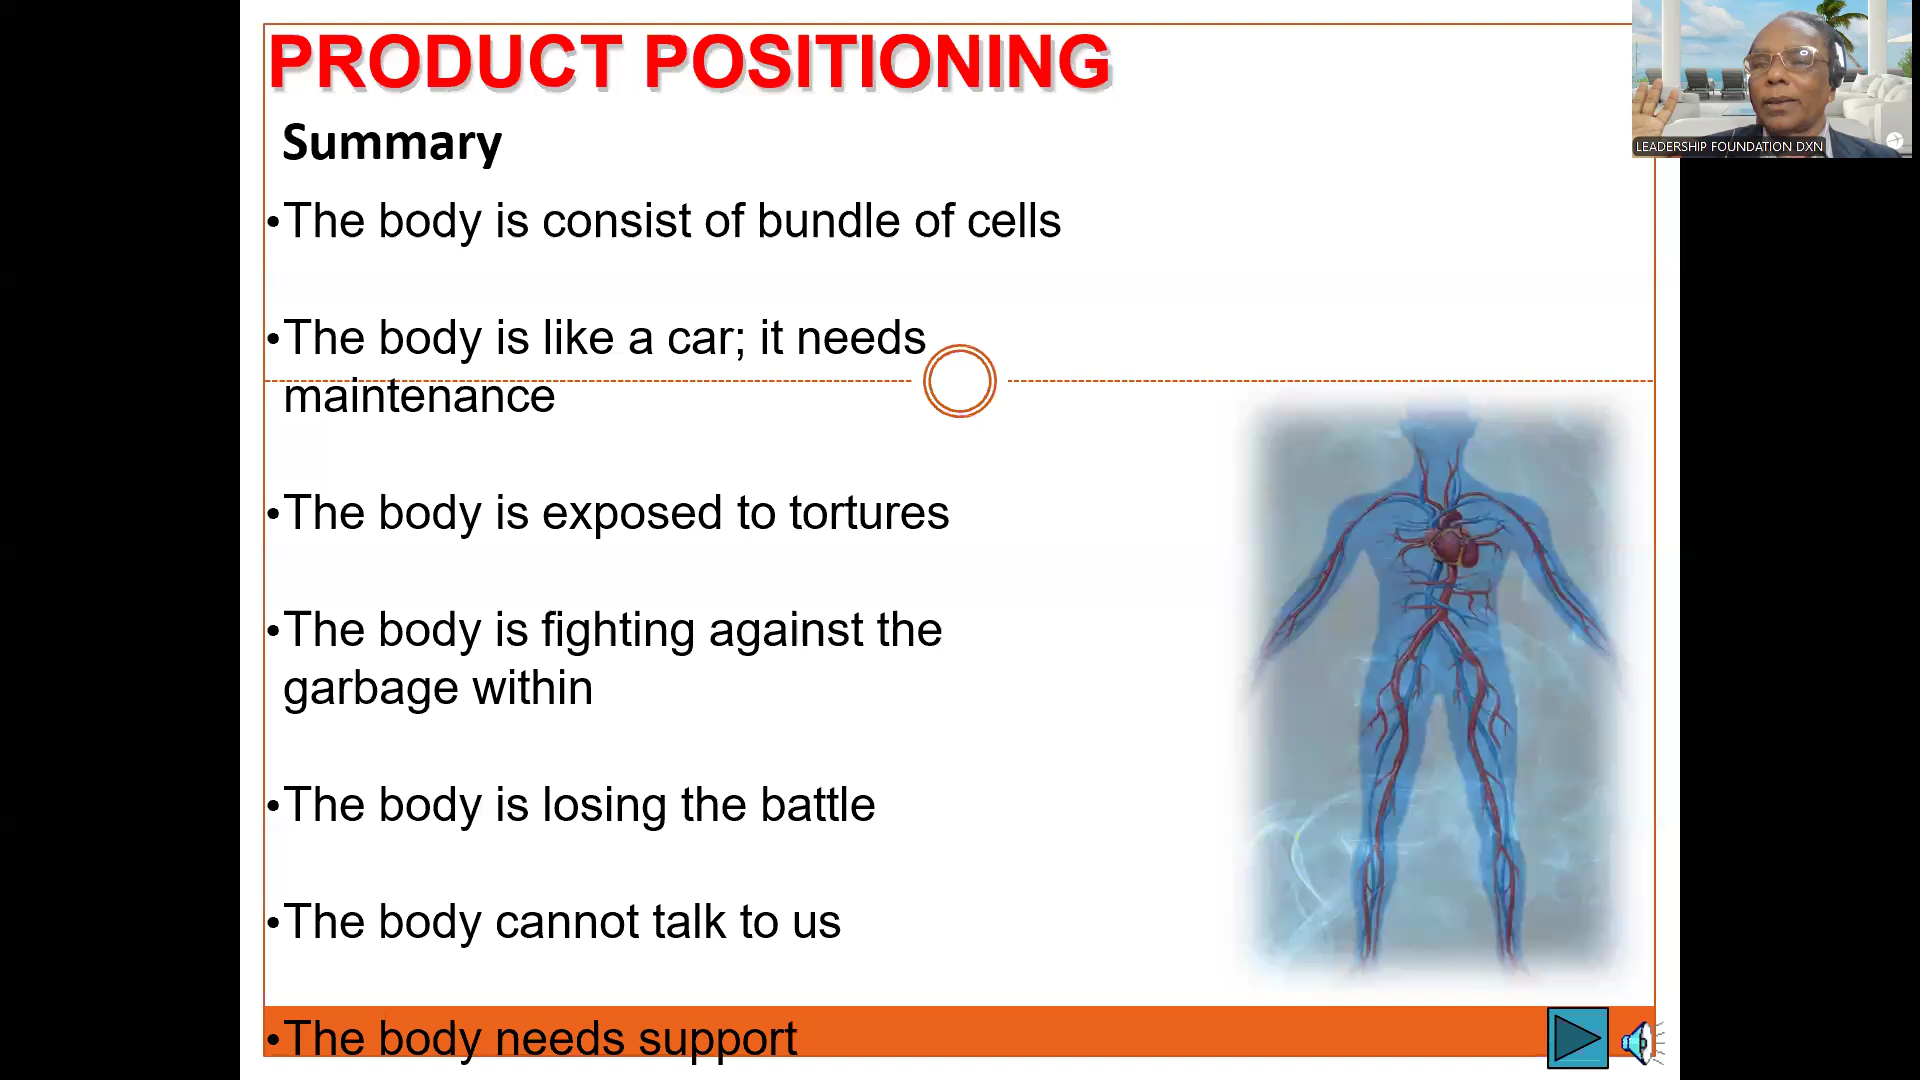 PRODUCT POSITIONING
LEADERSHIP FOUNDATION DXN
Summary
•The body is consist of bundle of cells
•The body is like a car; it needs
maintenance
•The body is exposed to tortures
•The body is fighting against the
garbage within
•The body is losing the battle
•The body cannot talk to us
•The body needs support